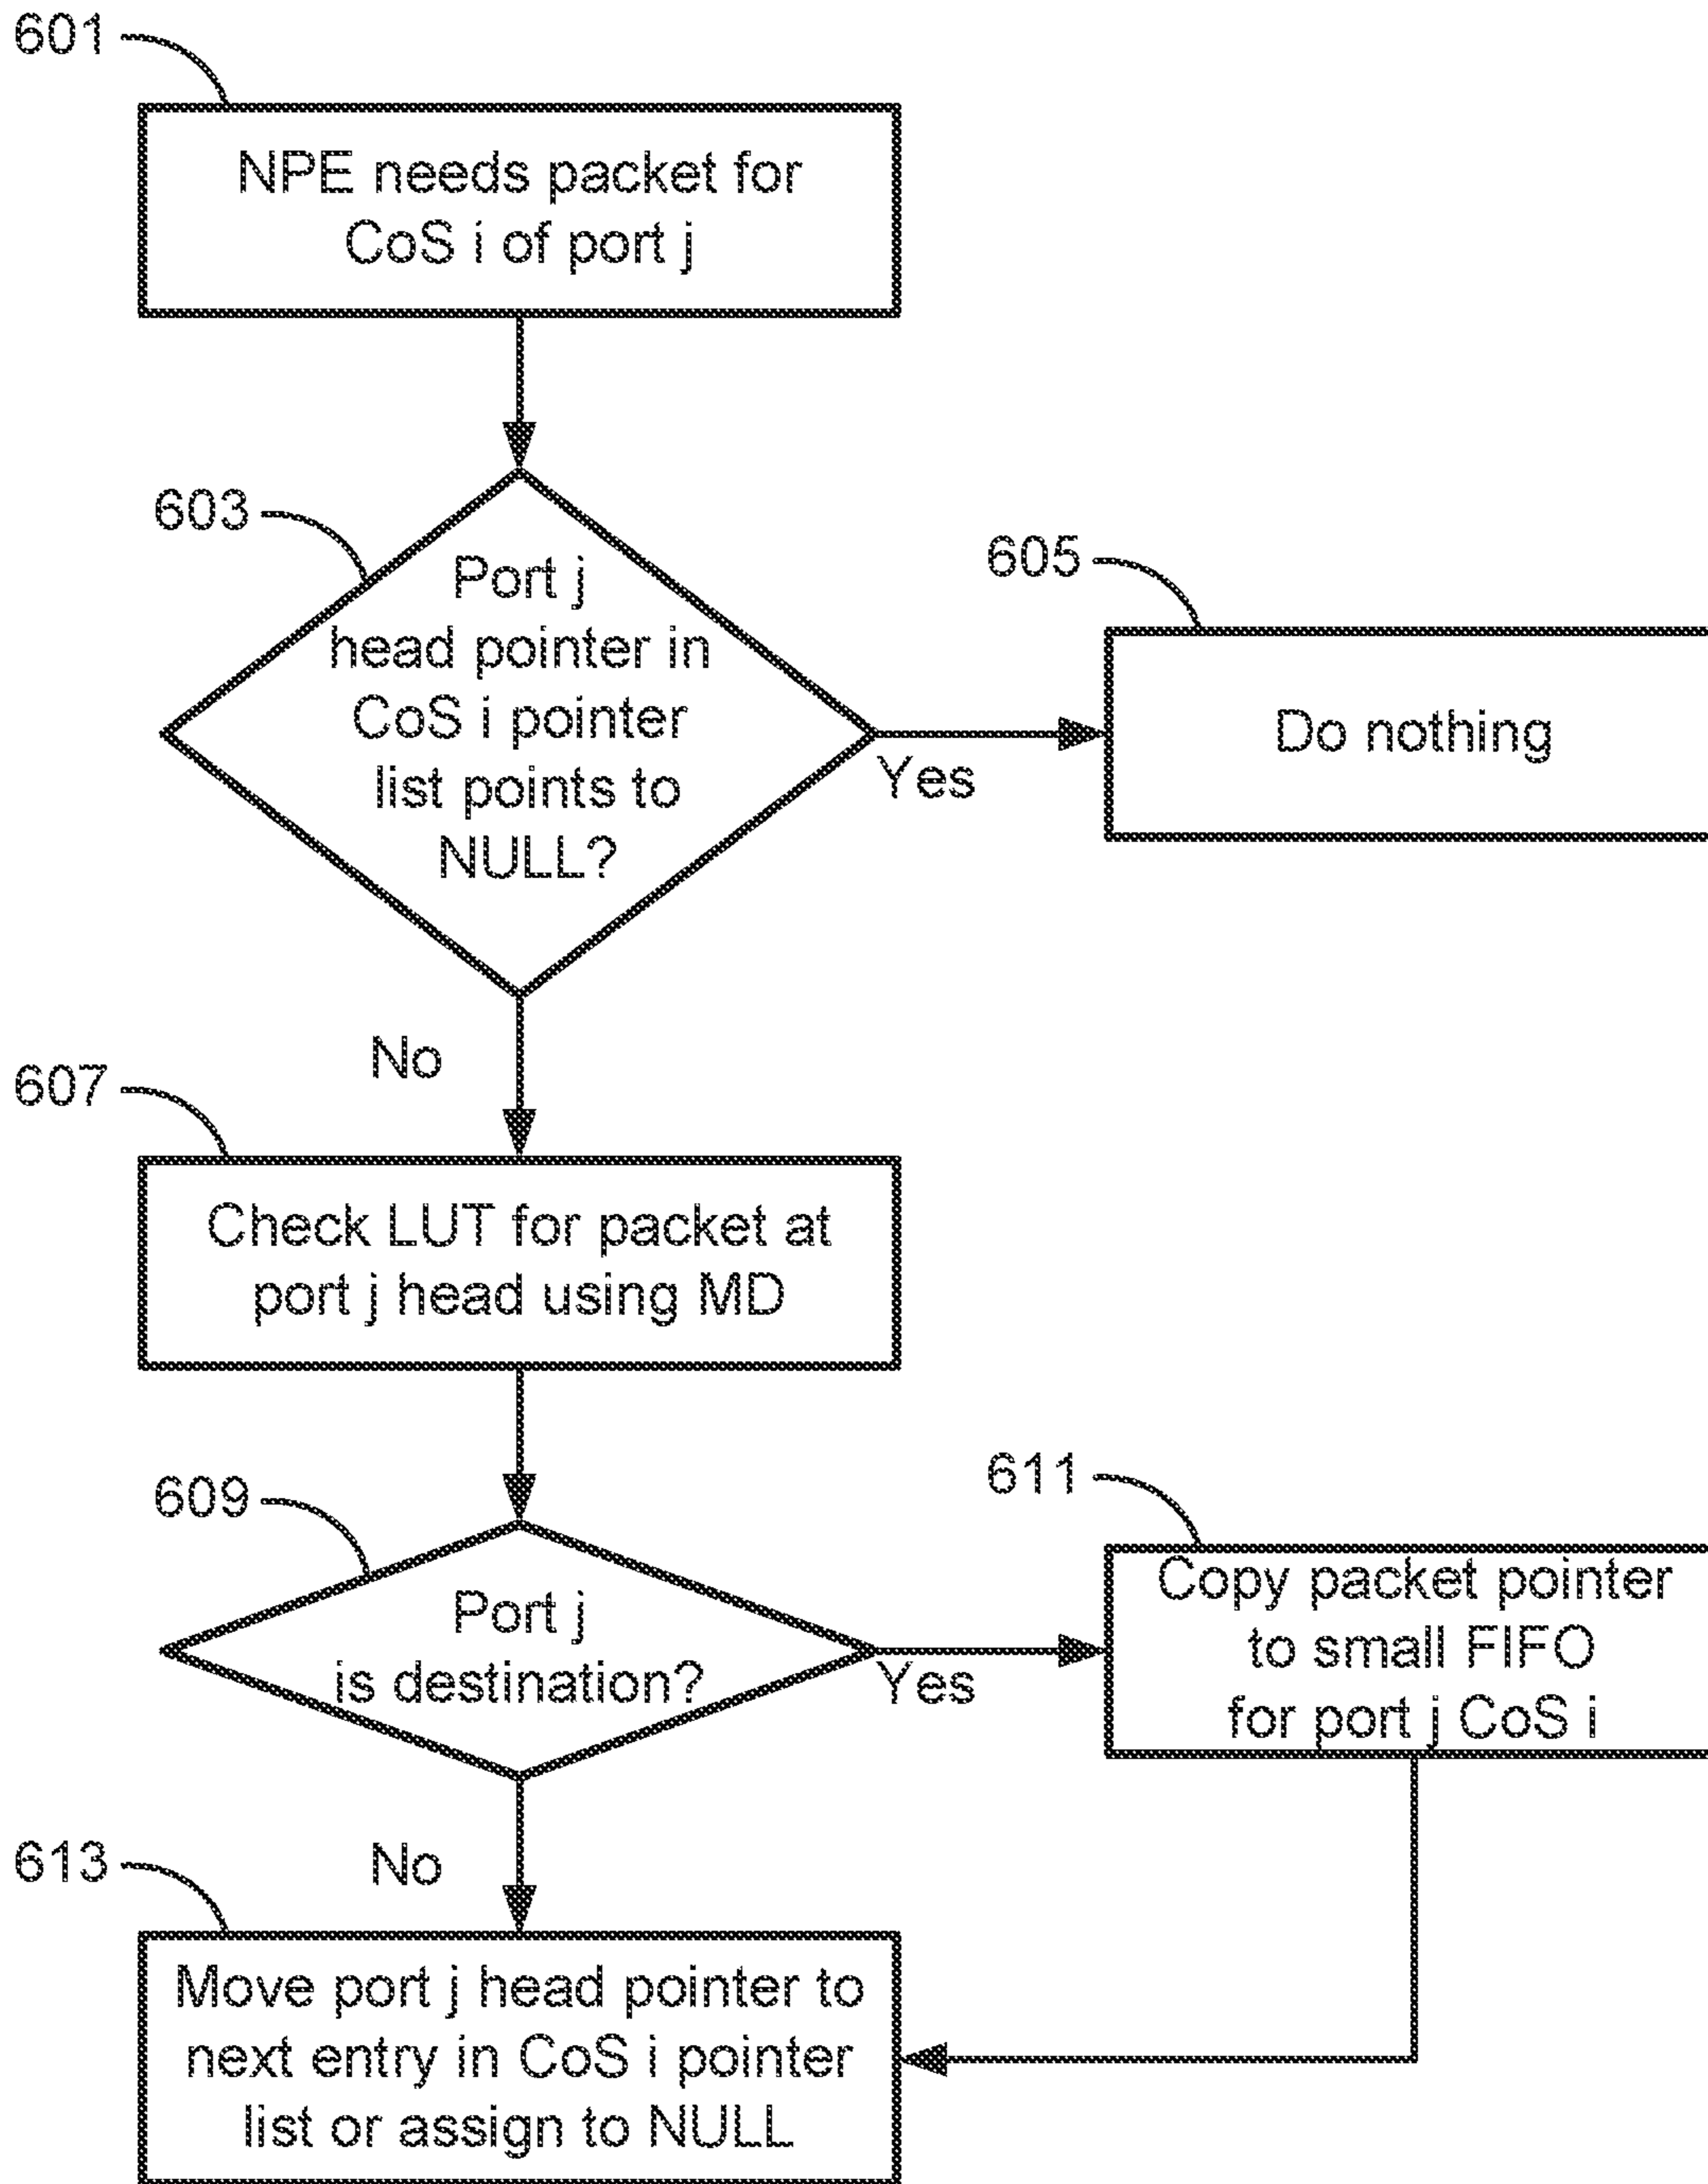 601
NPE needs packet for
CoS i of port j
603
Port j
head pointer in
CoS i pointer
list points to
NULL?
605
Do nothing
Yes
No
607
Check LUT for packet at
port j head using MD
609
Port j
is destination?
Yes
611
Copy packet pointer
to small FIFO
for port j CoS i
No
613
Move port j head pointer to
next entry in CoS i pointer
list or assign to NULL